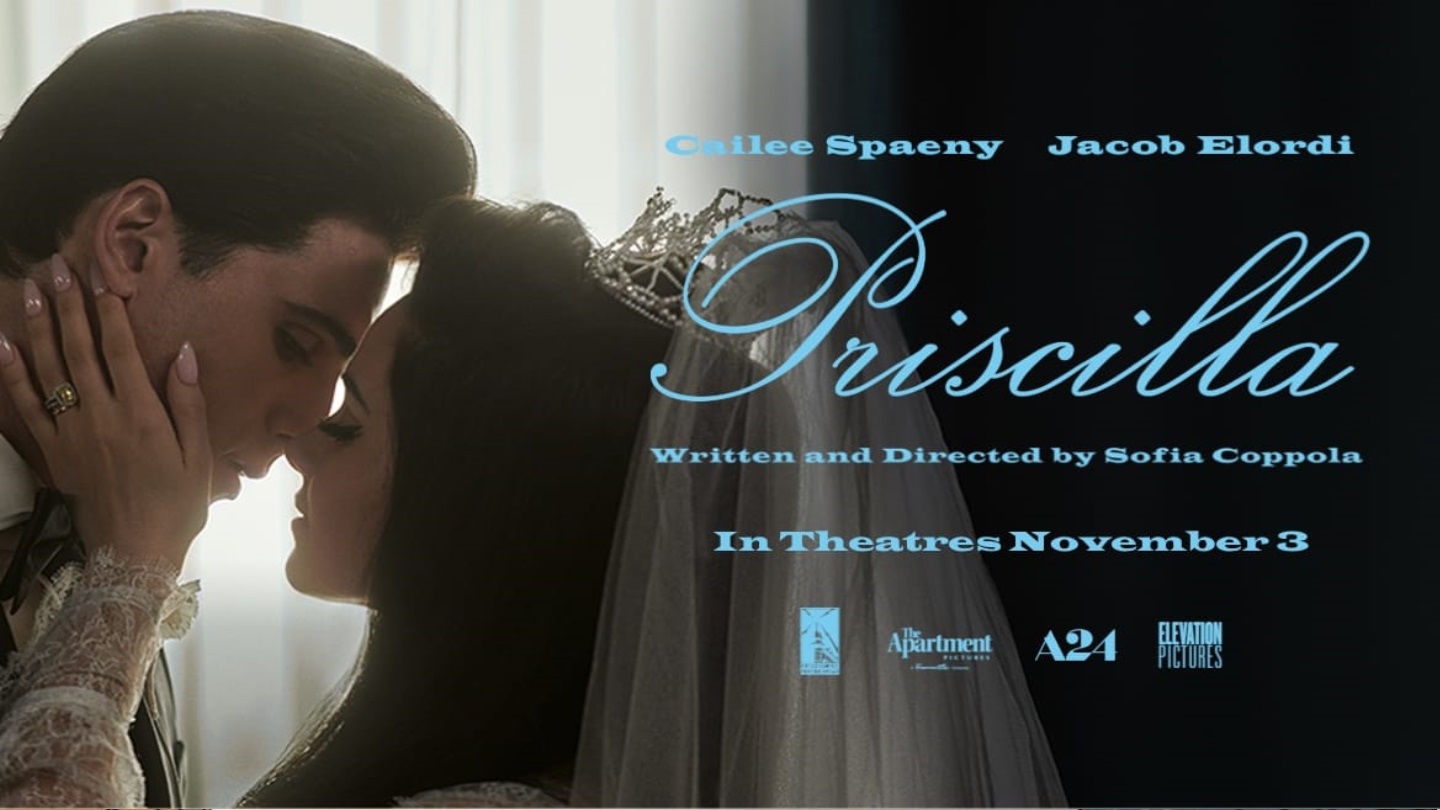 Cailee Spaeny Jacob Elordi
Priscilla
Written and Directed by Sofia Coppola
In Theatres November 3
The Apartment PICTURES
A24
ELEVATION PICTURES